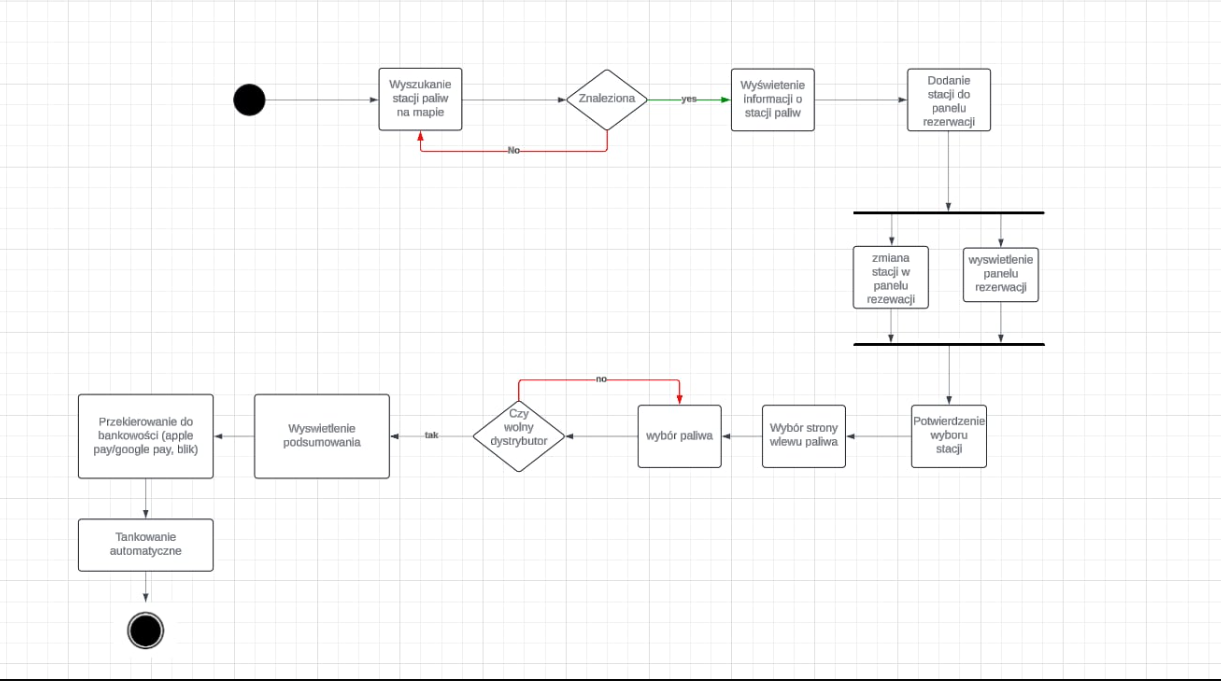 Wyszukanie
stacji paliw
na mapie
Znaleziona
yes
No
Wyświetenie
informacji o
stacji paliw
Dodanie
stacji do
panelu
rezerwacji
zmiana
stacji w
panelu
rezewacji
wyswietlenie
panelu
rezerwacji
Potwierdzenie
wyboru
stacji
Wybór strony
wlewu paliwa
wybór paliwa
no
Czy
wolny
dystrybutor
tak
Wyswietlenie
podsumowania
Przekierowanie do
bankowości (apple
pay/google pay, blik)
Tankowanie
automatyczne